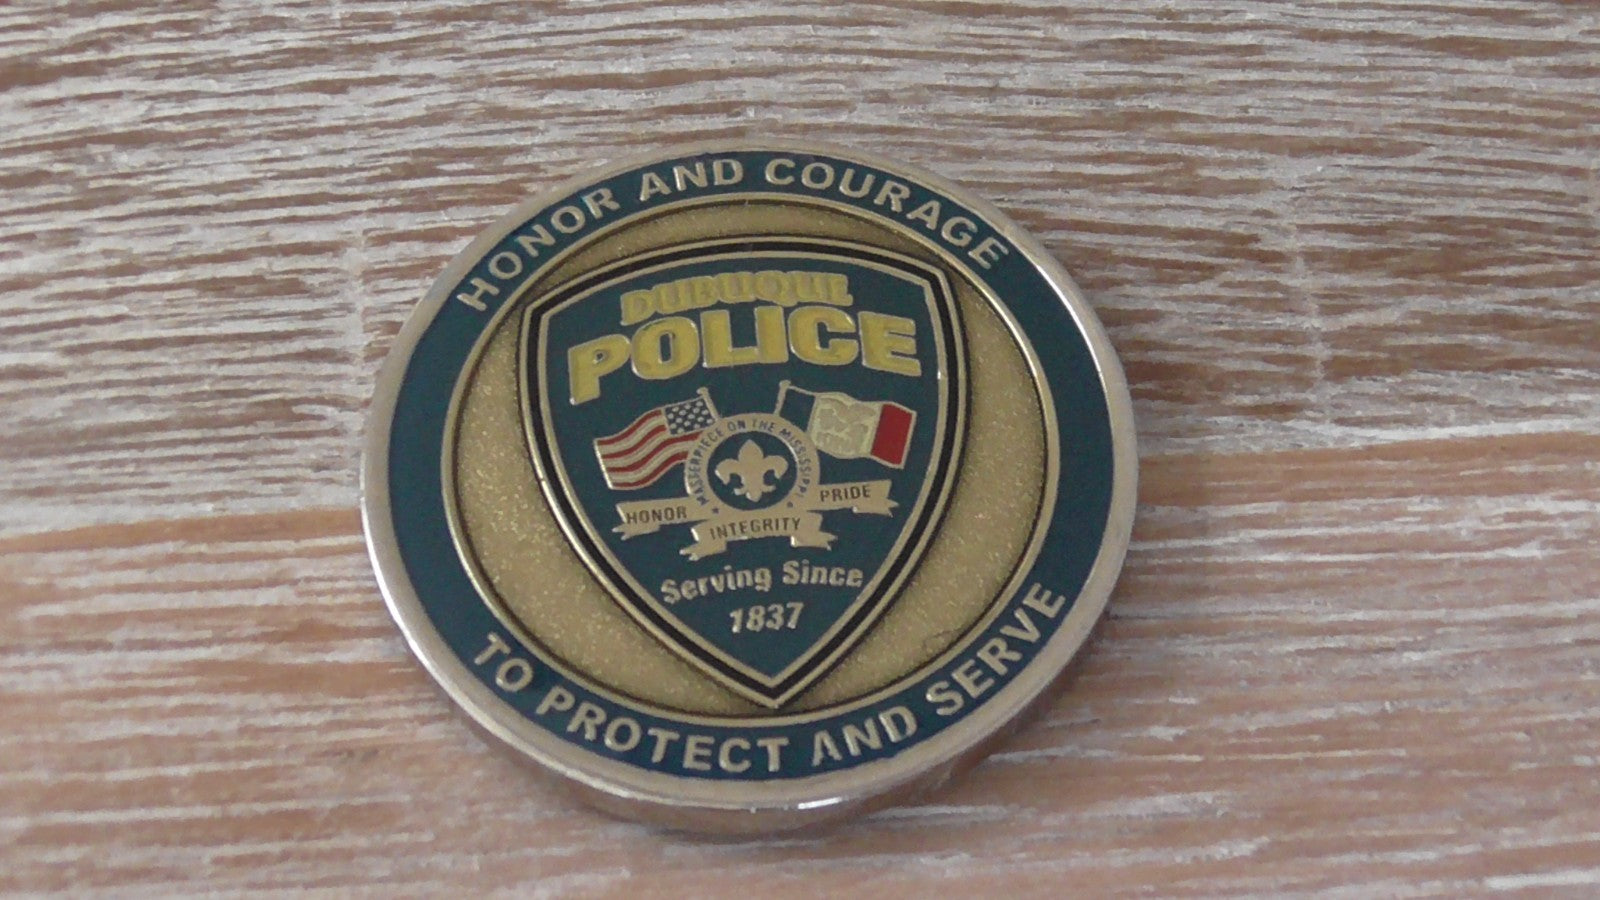 HONOR AND COURAGE
DUBUQUE
POLICE
MASTERPIECE ON THE MISSISSIPPI
HONOR
INTEGRITY
PRIDE
Serving Since
1837
TO PROTECT AND SERVE